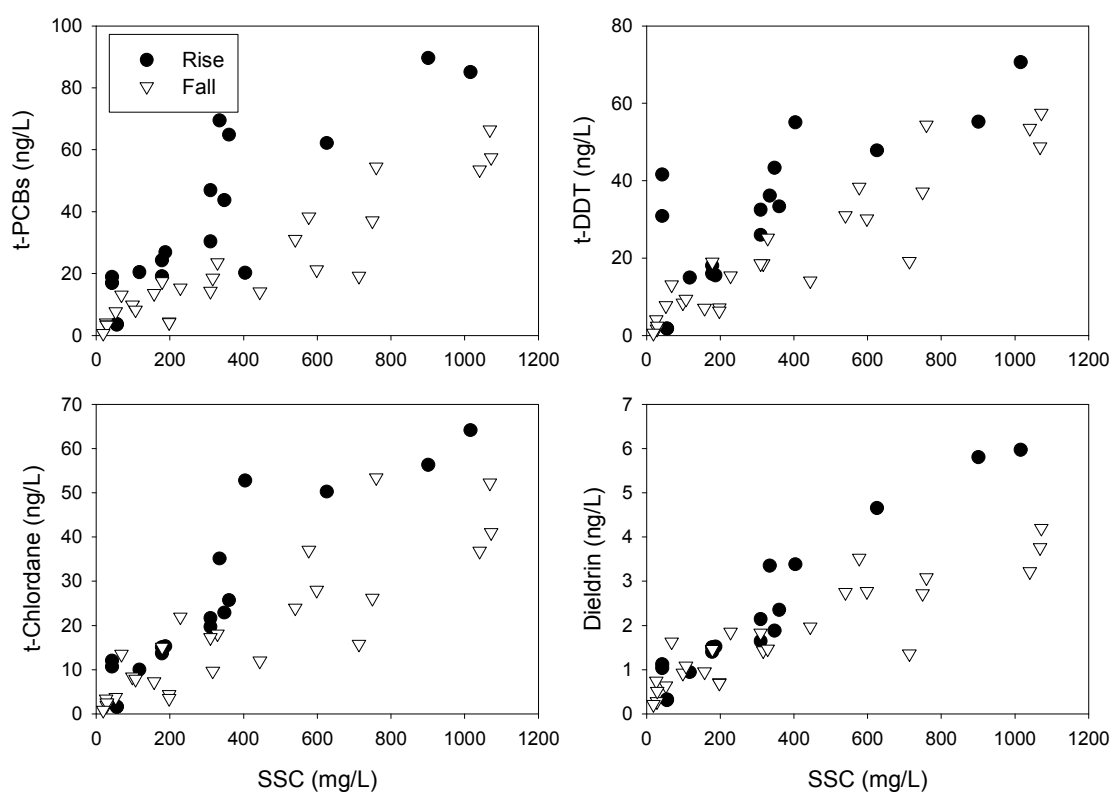 100
80
60
40
20
0
t-PCBs (ng/L)
Rise
Fall
0 200 400 600 800 1000 1200
80
60
40
20
0
t-DDT (ng/L)
0 200 400 600 800 1000 1200
70
60
50
40
30
20
10
0
t-Chlordane (ng/L)
0 200 400 600 800 1000 1200
SSC (mg/L)
7
6
5
4
3
2
1
0
Dieldrin (ng/L)
0 200 400 600 800 1000 1200
SSC (mg/L)